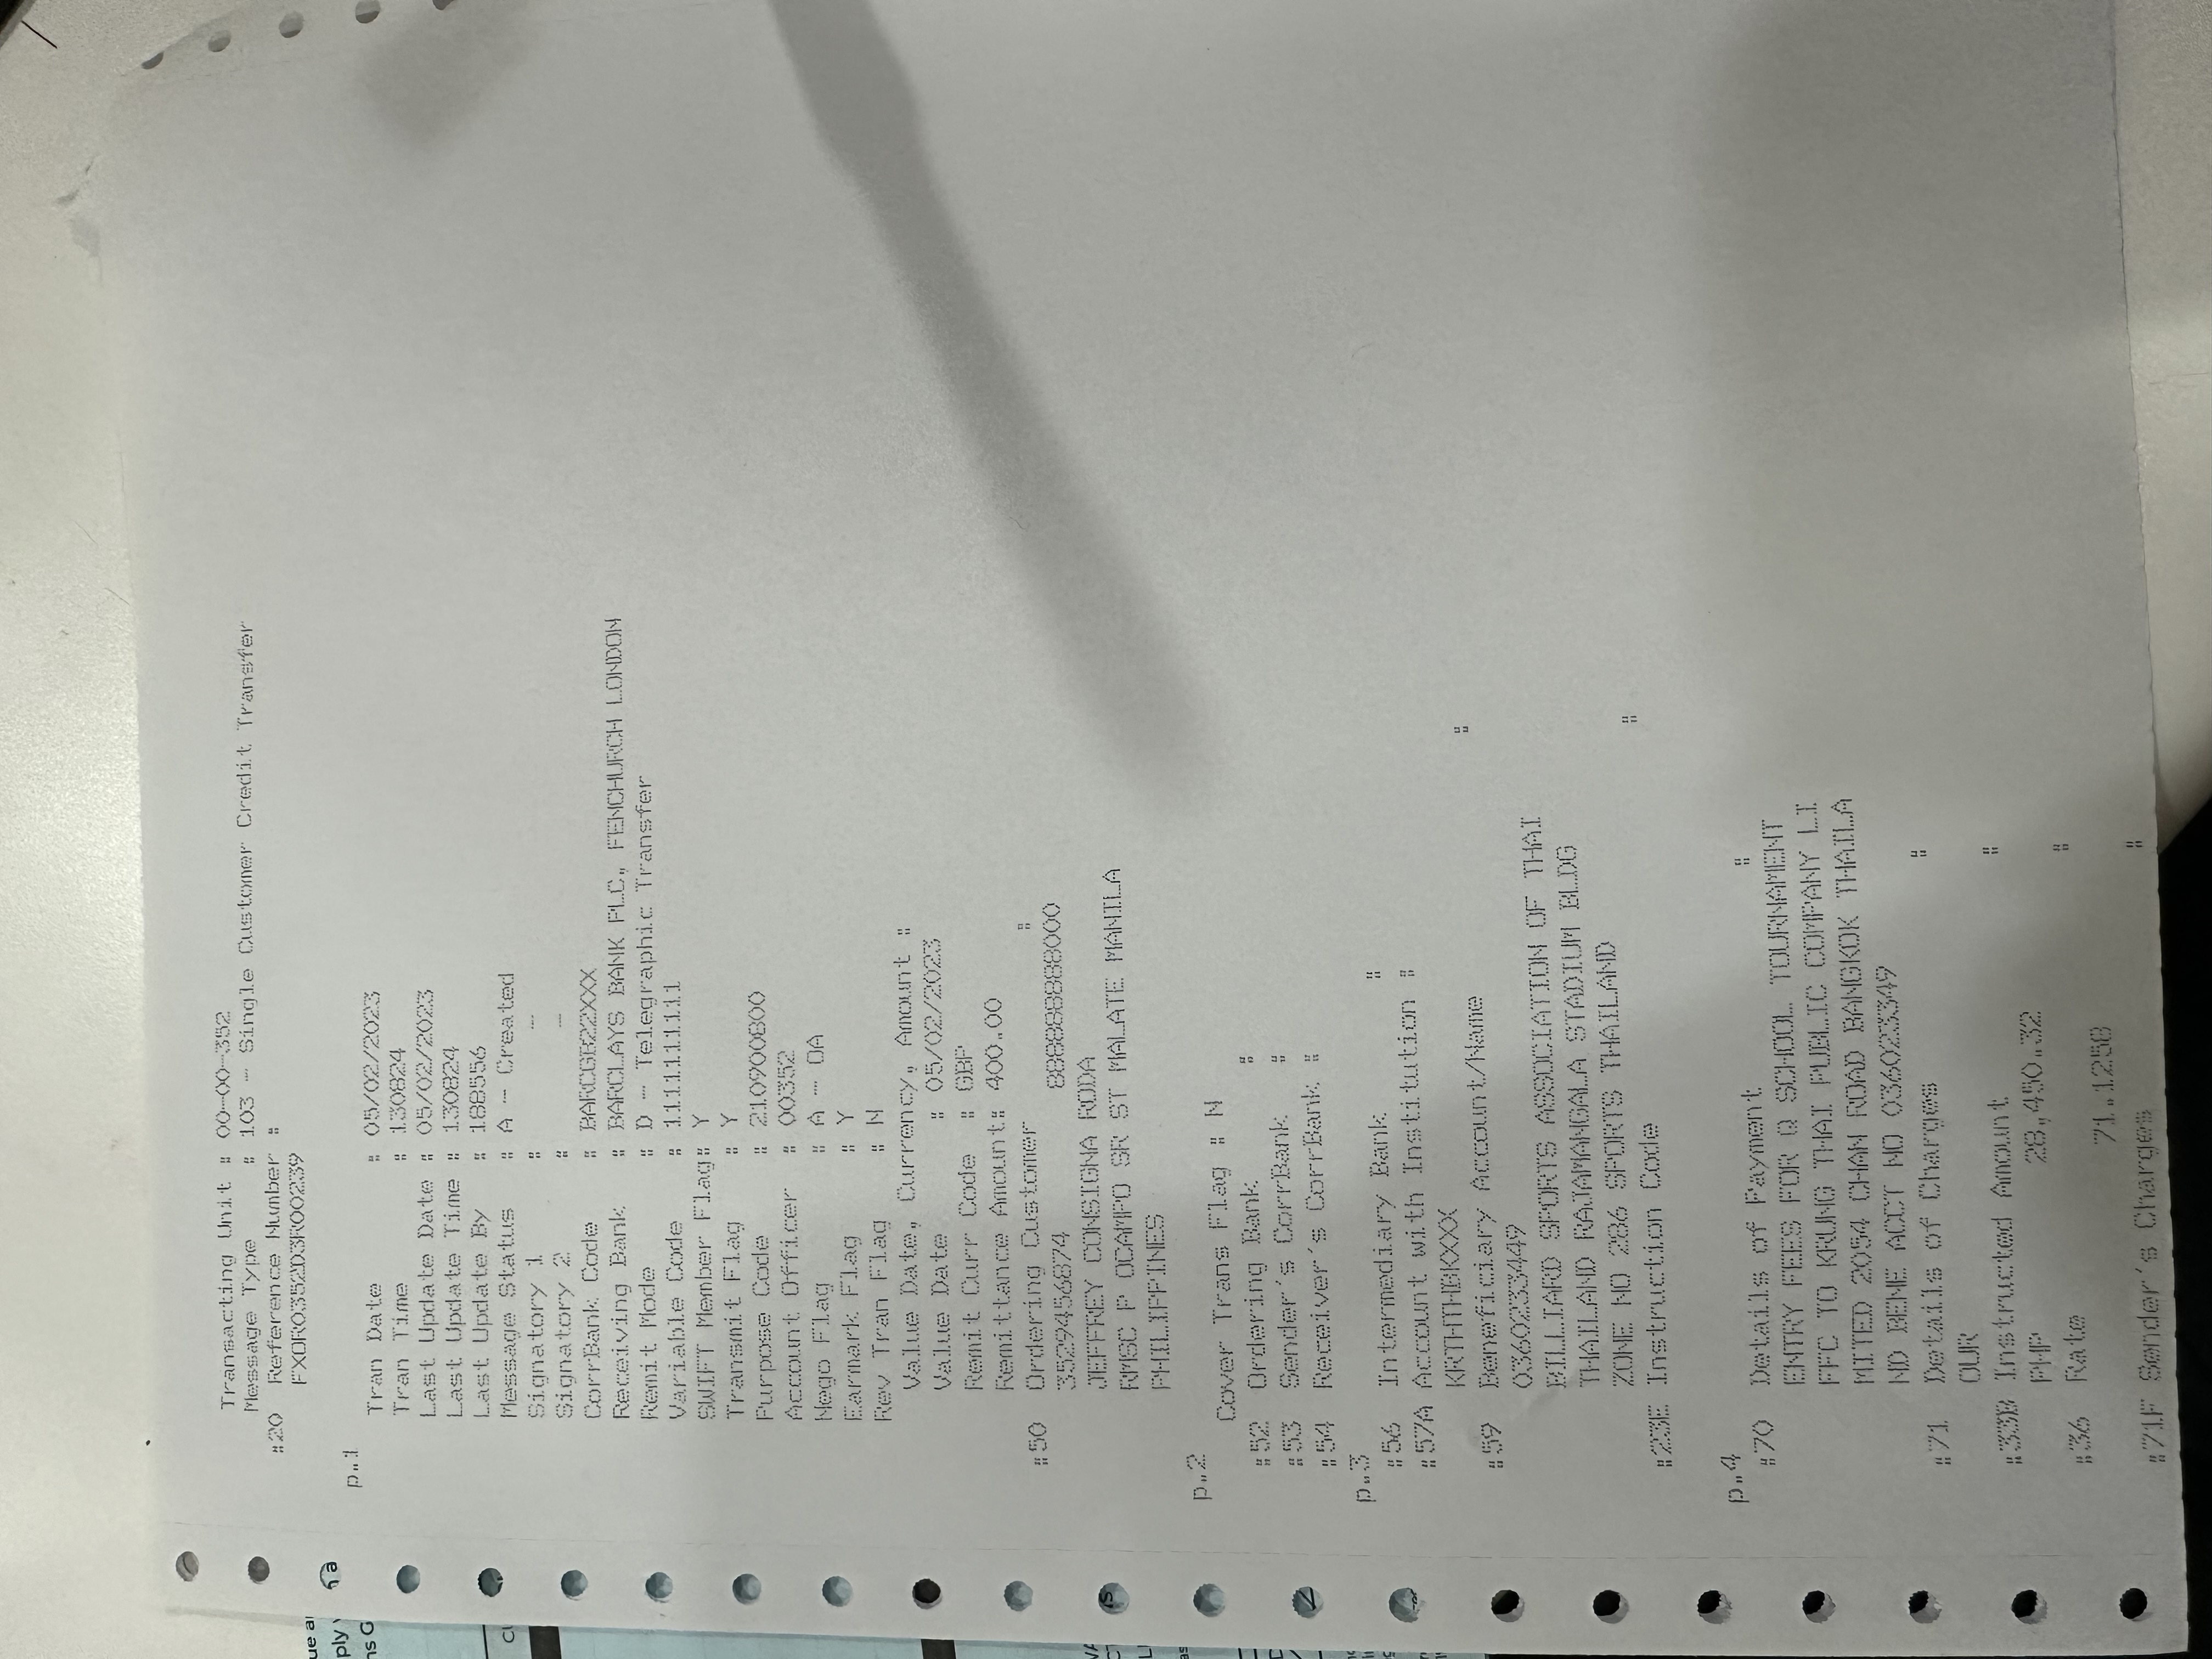 Transacting Unit : 00-00-352
Message Type : 103 - Single Customer Credit Transfer
:20 Reference Number :
FXOR0352D3R00239
p.1
Tran Date : 05/02/2023
Tran Time : 130824
Last Update Date : 05/02/2023
Last Update Time : 130824
Last Update By : 188556
Message Status : A - Created
Signatory 1 : -
Signatory 2 : -
CorrBank Code : BARCGB22XXX
Receiving Bank : BARCLAYS BANK PLC, FENCHURCH LONDON
Remit Mode : D - Telegraphic Transfer
Variable Code : 1111111111
SWIFT Member Flag: Y
Transmit Flag : Y
Purpose Code : 210900800
Account Officer : 00352
Nego Flag : A - OA
Earmark Flag : Y
Rev Tran Flag : N
Value Date, Currency, Amount :
Value Date : 05/02/2023
Remit Curr Code : GBP
Remittance Amount: 400.00
:50 Ordering Customer :
3529456874 888888888000
JEFFREY CONSIGNA RODA
RMSC P OCAMPO SR ST MALATE MANILA
PHILIPPINES
p.2
Cover Trans Flag : N
:52 Ordering Bank :
:53 Sender's CorrBank :
:54 Receiver's CorrBank :
p.3
:56 Intermediary Bank :
:57A Account with Institution :
KRTHTHBKXXX
:59 Beneficiary Account/Name :
0360233449
BILLIARD SPORTS ASSOCIATION OF THAI
THAILAND RAJAMANGALA STADIUM BLDG
ZONE NO 286 SPORTS THAILAND
:23E Instruction Code :
p.4
:70 Details of Payment :
ENTRY FEES FOR Q SCHOOL TOURNAMENT
FFC TO KRUNG THAI PUBLIC COMPANY LI
MITED 2054 CHAN ROAD BANGKOK THAILA
ND BENE ACCT NO 036023349
:71 Details of Charges :
OUR
:33B Instructed Amount :
PHP 28,450.32
:36 Rate :
71.1258
:71F Sender's Charges :